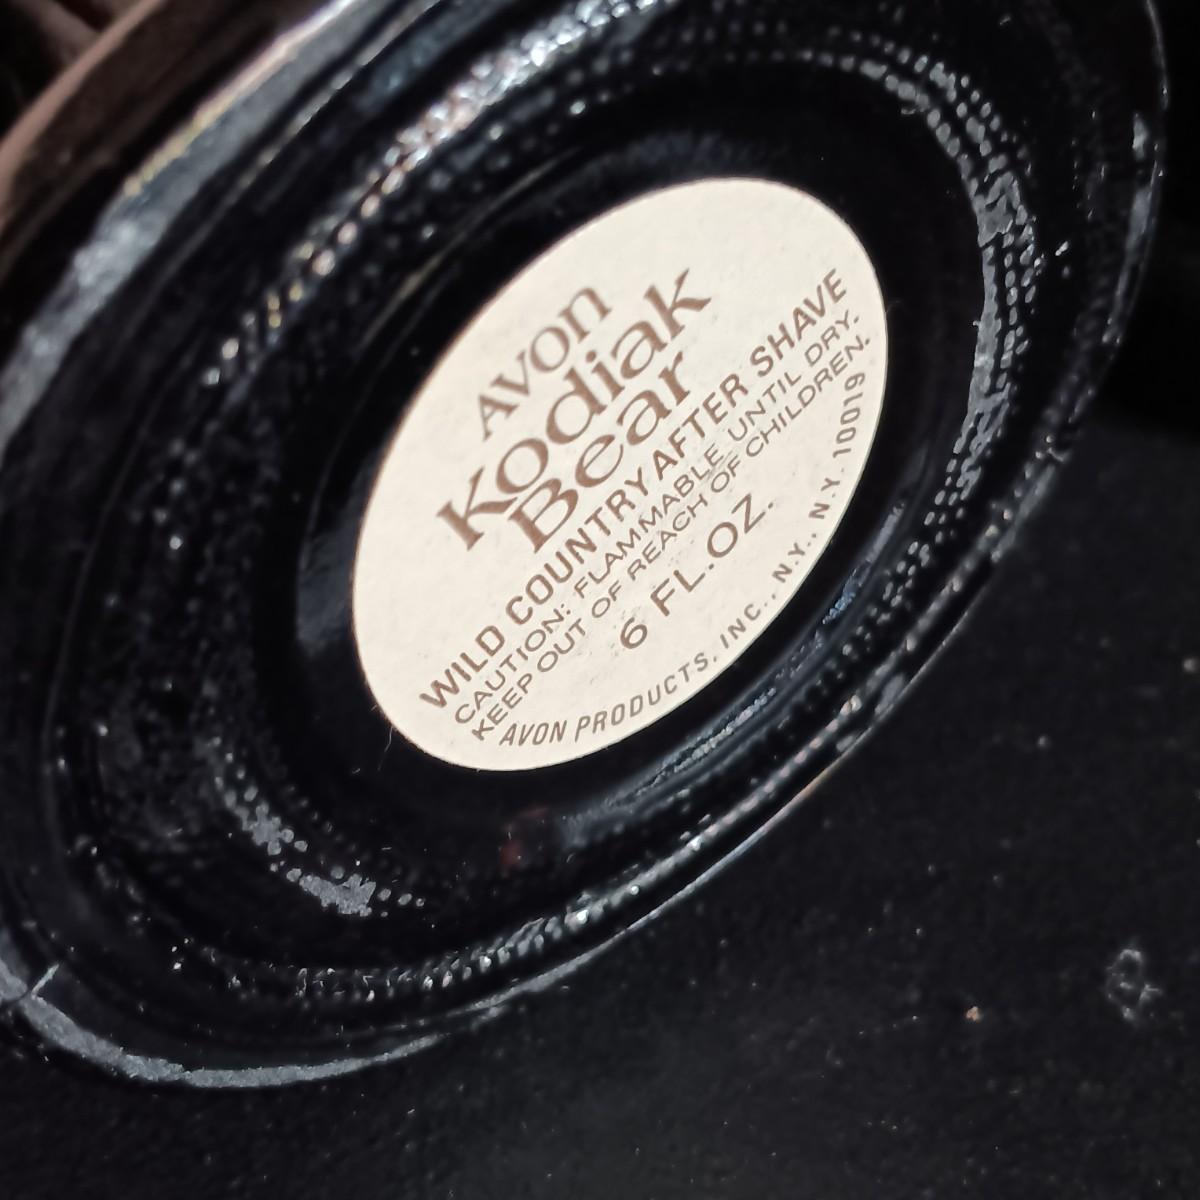 Avon
Kodiak
Bear
WILD COUNTRY AFTER SHAVE
CAUTION: FLAMMABLE UNTIL DRY.
KEEP OUT OF REACH OF CHILDREN.
6 FL. OZ.
AVON PRODUCTS, INC., N.Y., N.Y. 10019